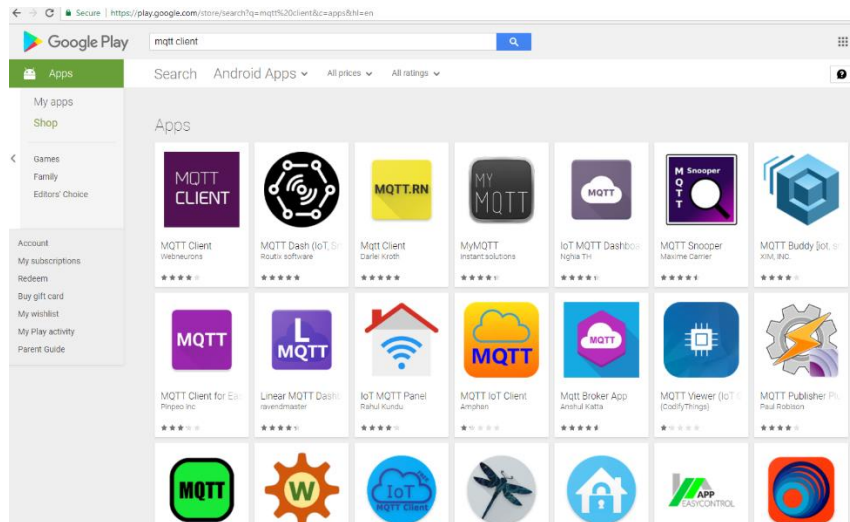 Secure | https://play.google.com/store/search?q=mqtt%20client&c=apps&hl=en
Google Play
mqtt client
Apps
Search Android Apps All prices All ratings
My apps
Shop
Games
Family
Editors' Choice
Account
My subscriptions
Redeem
Buy gift card
My wishlist
My Play activity
Parent Guide
Apps
MQTT
CLIENT
MQTT.RN
MY
MQTT
MQTT
M Snooper
Q
T
T
MQTT Client
Webneurons
MQTT Dash (IoT, Sm
Routix software
Mqtt Client
Darlei Kroth
MyMQTT
instant:solutions
IoT MQTT Dashboa
Nghia TH
MQTT Snooper
Maxime Carrier
MQTT Buddy [iot, s
XIM, INC.
MQTT
L
MQTT
MQTT
MQTT
MQTT Client for Eas
Pinpeo Inc
Linear MQTT Dashb
ravendmaster
IoT MQTT Panel
Rahul Kundu
MQTT IoT Client
Amphan
Mqtt Broker App
Anshul Katta
MQTT Viewer (IoT C
{CodifyThings}
MQTT Publisher Plu
Paul Robison
MQTT
W
IoT
MQTT Client
APP
EASYCONTROL